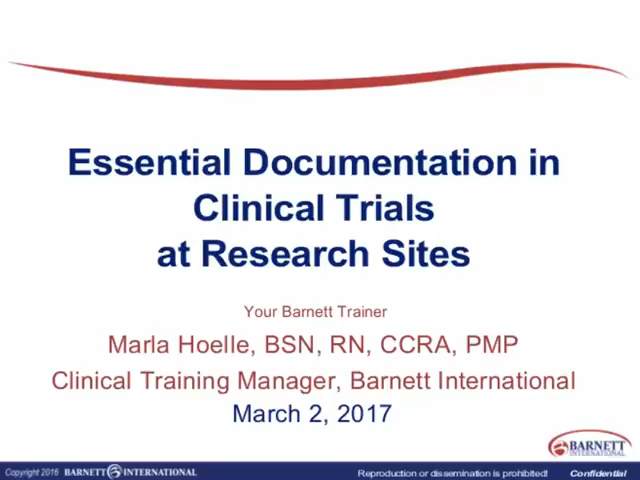 Essential Documentation in
Clinical Trials
at Research Sites
Your Barnett Trainer
Marla Hoelle, BSN, RN, CCRA, PMP
Clinical Training Manager, Barnett International
March 2, 2017
BARNETT
INTERNATIONAL
Copyright 2016 BARNETT INTERNATIONAL Reproduction or dissemination is prohibited! Confidential